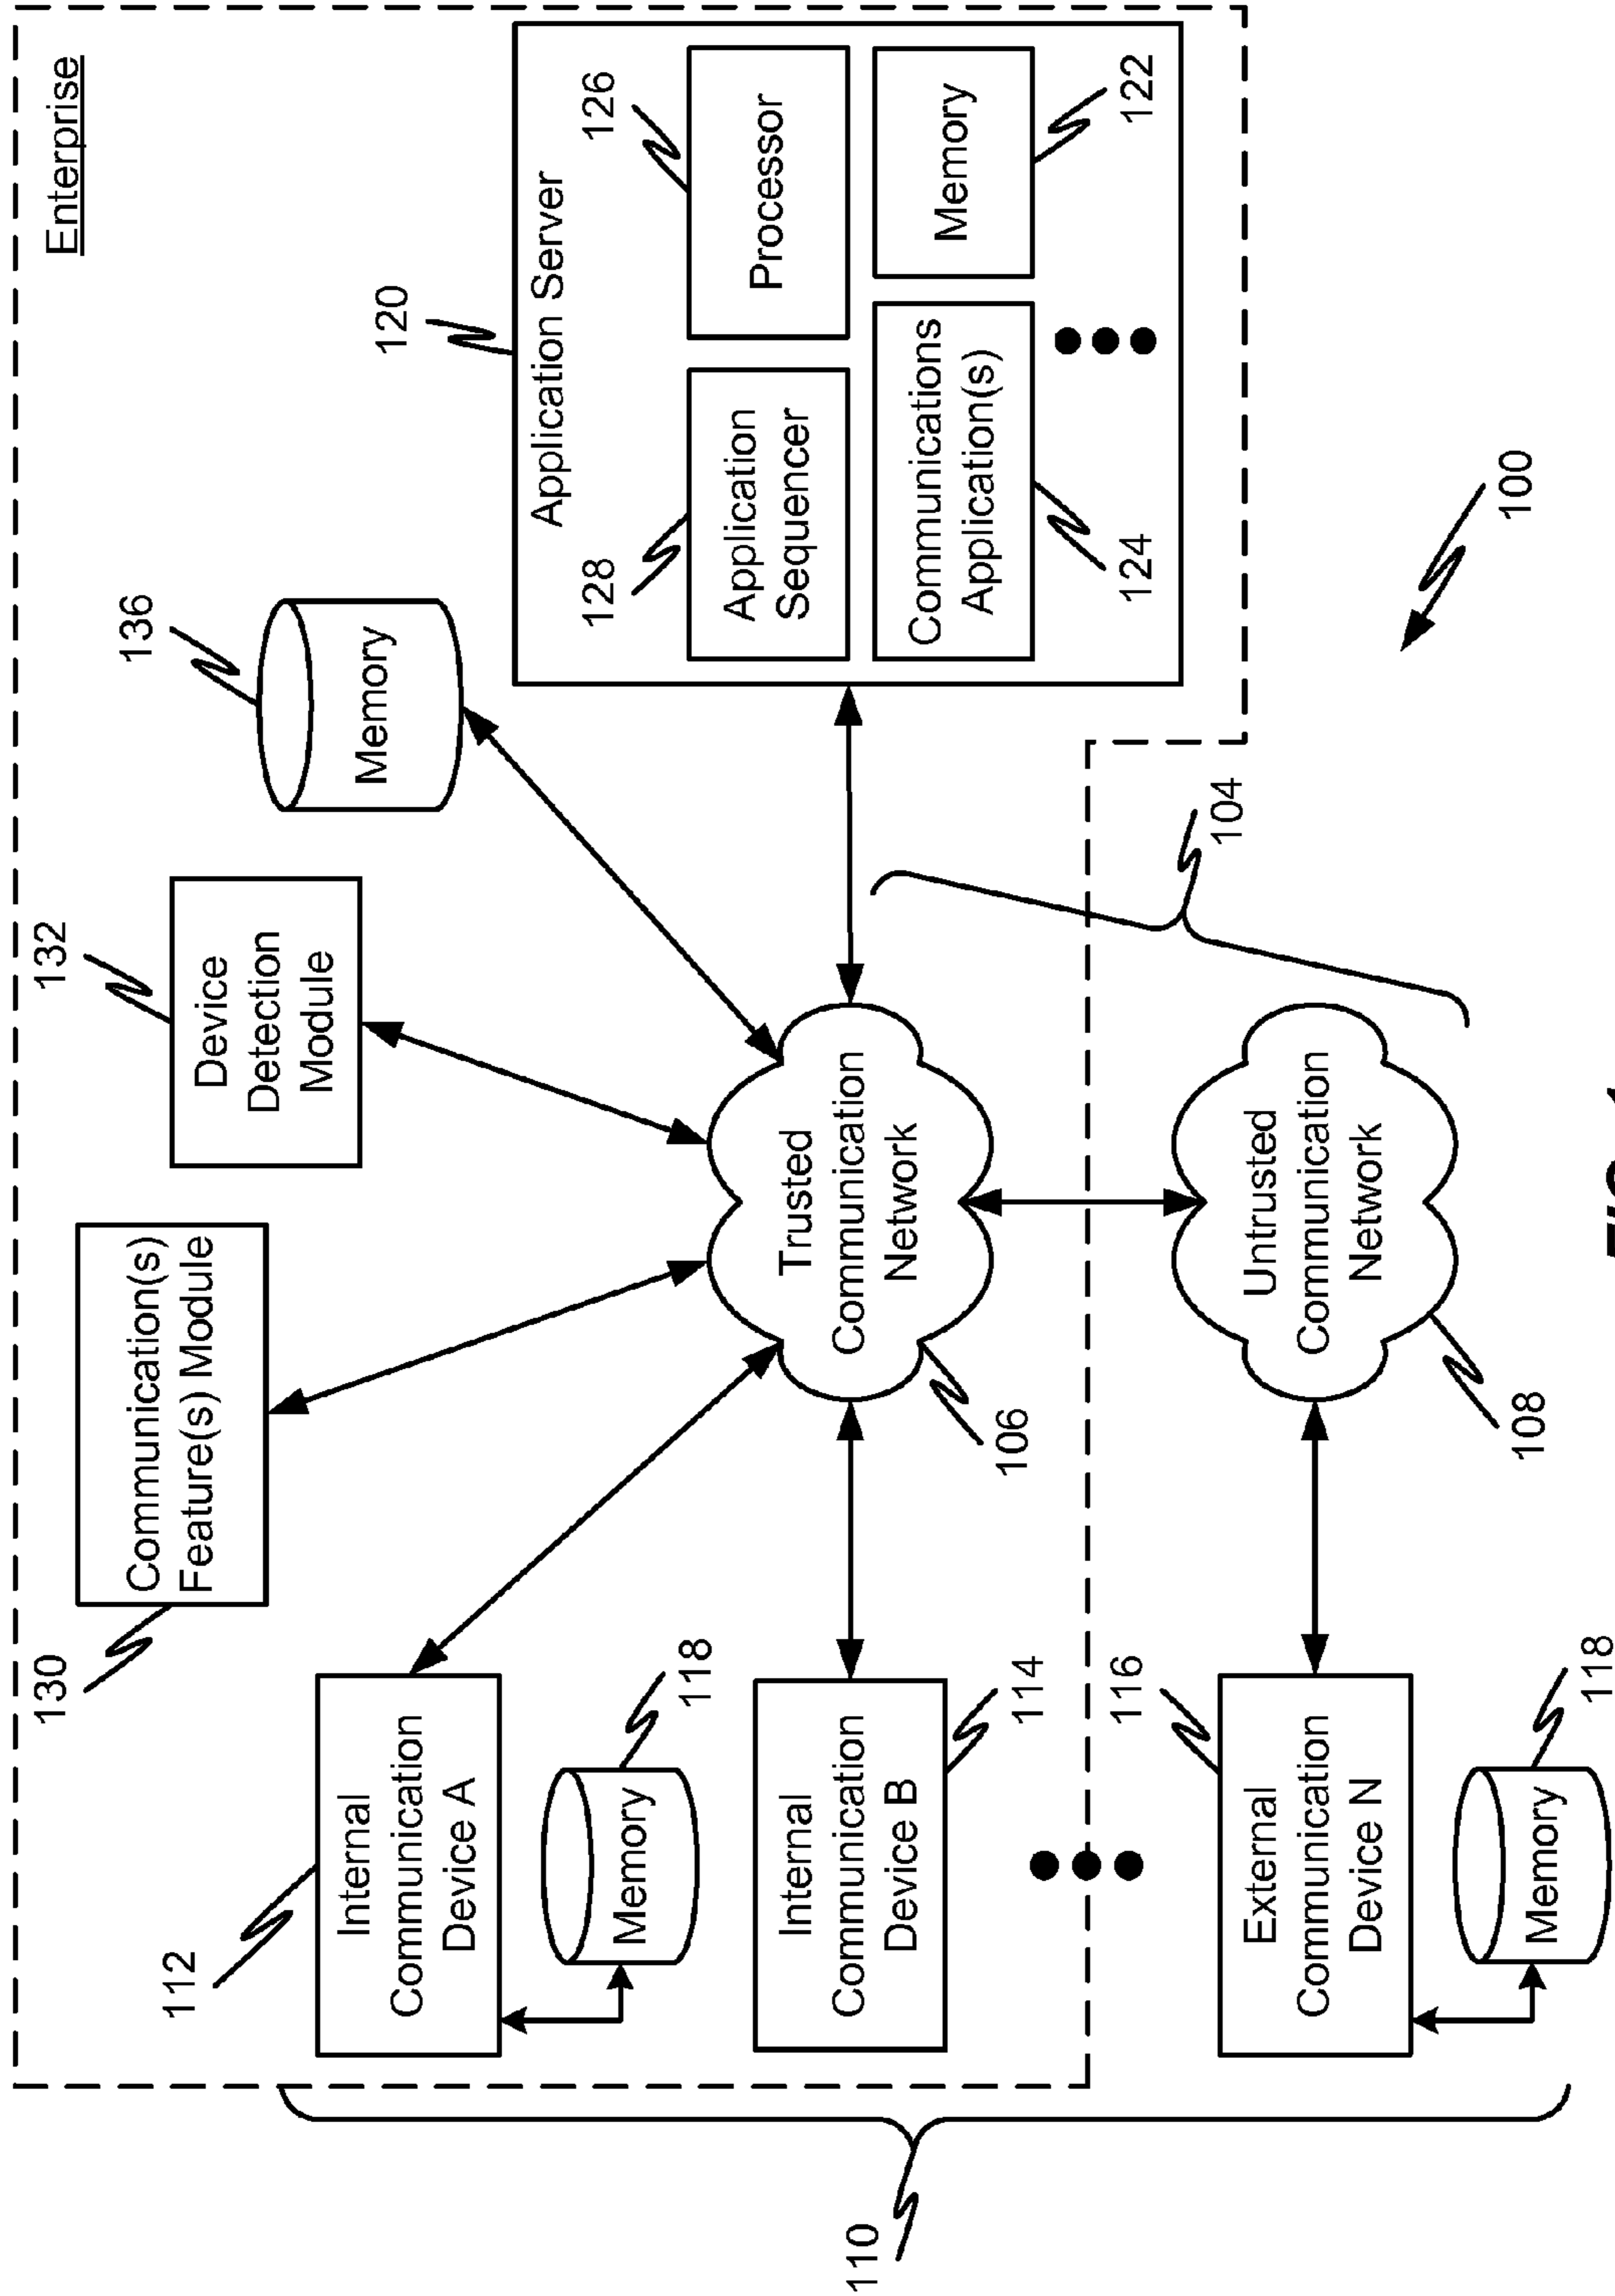 Enterprise
130
Communication(s)
Feature(s) Module
132
Device
Detection
Module
136
Memory
120
Application Server
128
Application
Sequencer
126
Processor
Communications
Application(s)
124
Memory
122
112
Internal
Communication
Device A
Memory
118
Internal
Communication
Device B
114
Trusted
Communication
Network
106
104
110
116
External
Communication
Device N
Memory
118
Untrusted
Communication
Network
108
100